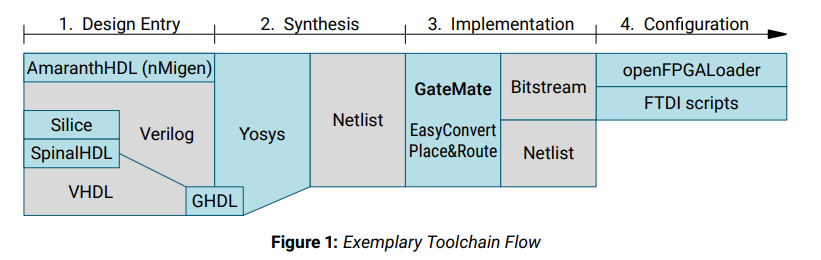 1. Design Entry
2. Synthesis
3. Implementation
4. Configuration
AmaranthHDL (nMigen)
Silice
SpinalHDL
Verilog
VHDL
GHDL
Yosys
Netlist
GateMate
EasyConvert
Place&Route
Bitstream
Netlist
openFPGALoader
FTDI scripts
Figure 1: Exemplary Toolchain Flow